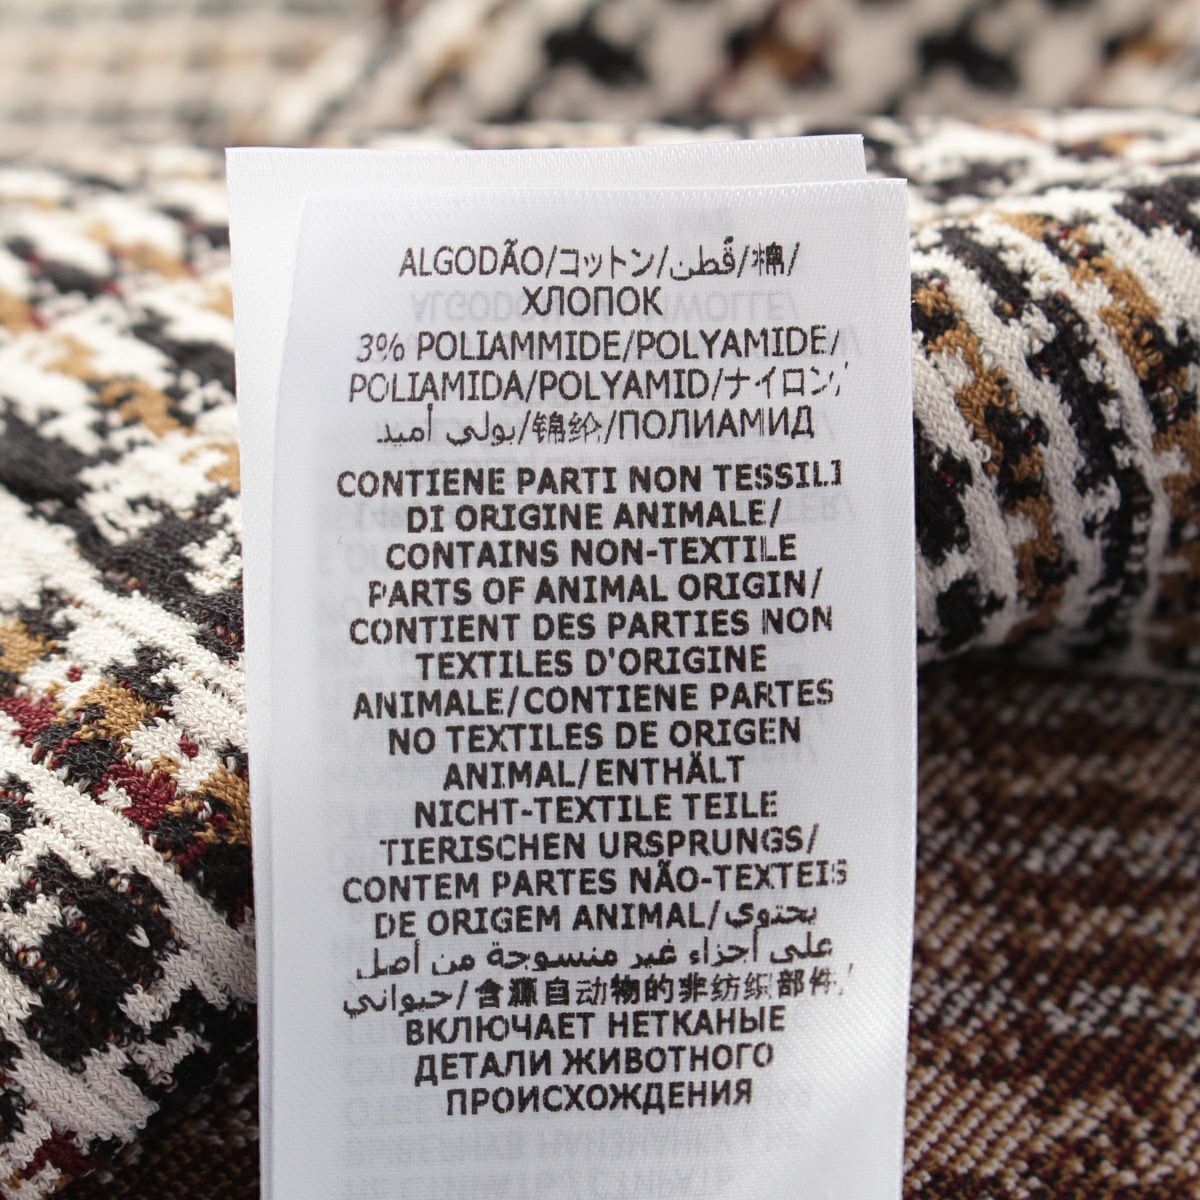 ALGODÃO/コットン/قُطن/棉/
ХЛОПОК
3% POLIAMMIDE/POLYAMIDE/
POLIAMIDA/POLYAMID/ナイロン/
بولي أميد/锦纶/ПОЛИАМИД
CONTIENE PARTI NON TESSILI
DI ORIGINE ANIMALE/
CONTAINS NON-TEXTILE
PARTS OF ANIMAL ORIGIN/
CONTIENT DES PARTIES NON
TEXTILES D'ORIGINE
ANIMALE/CONTIENE PARTES
NO TEXTILES DE ORIGEN
ANIMAL/ENTHÄLT
NICHT-TEXTILE TEILE
TIERISCHEN URSPRUNGS/
CONTEM PARTES NÃO-TEXTEIS
DE ORIGEM ANIMAL/يحتوي
على أجزاء غير منسوجة من أصل
حيواني/含源自动物的非纺织部件/
ВКЛЮЧАЕТ НЕТКАНЫЕ
ДЕТАЛИ ЖИВОТНОГО
ПРОИСХОЖДЕНИЯ